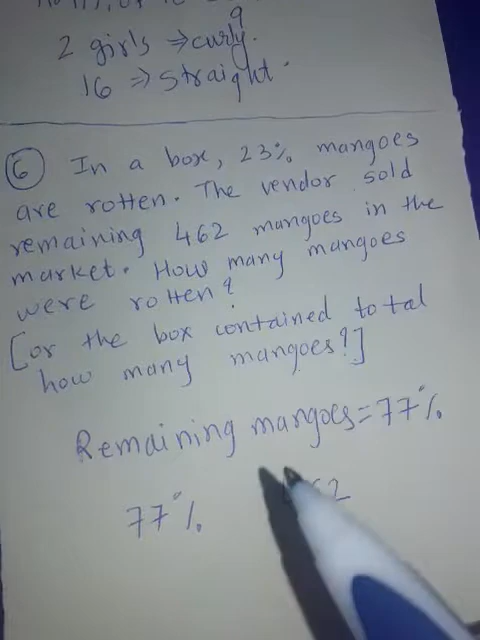 9
2 girls ⇒ curly.
16 ⇒ straight.
6 In a box, 23% mangoes
are rotten. The vendor sold
remaining 462 mangoes in the
market. How many mangoes
were rotten?
[or the box contained total
how many mangoes?]
Remaining mangoes = 77%
77% 62